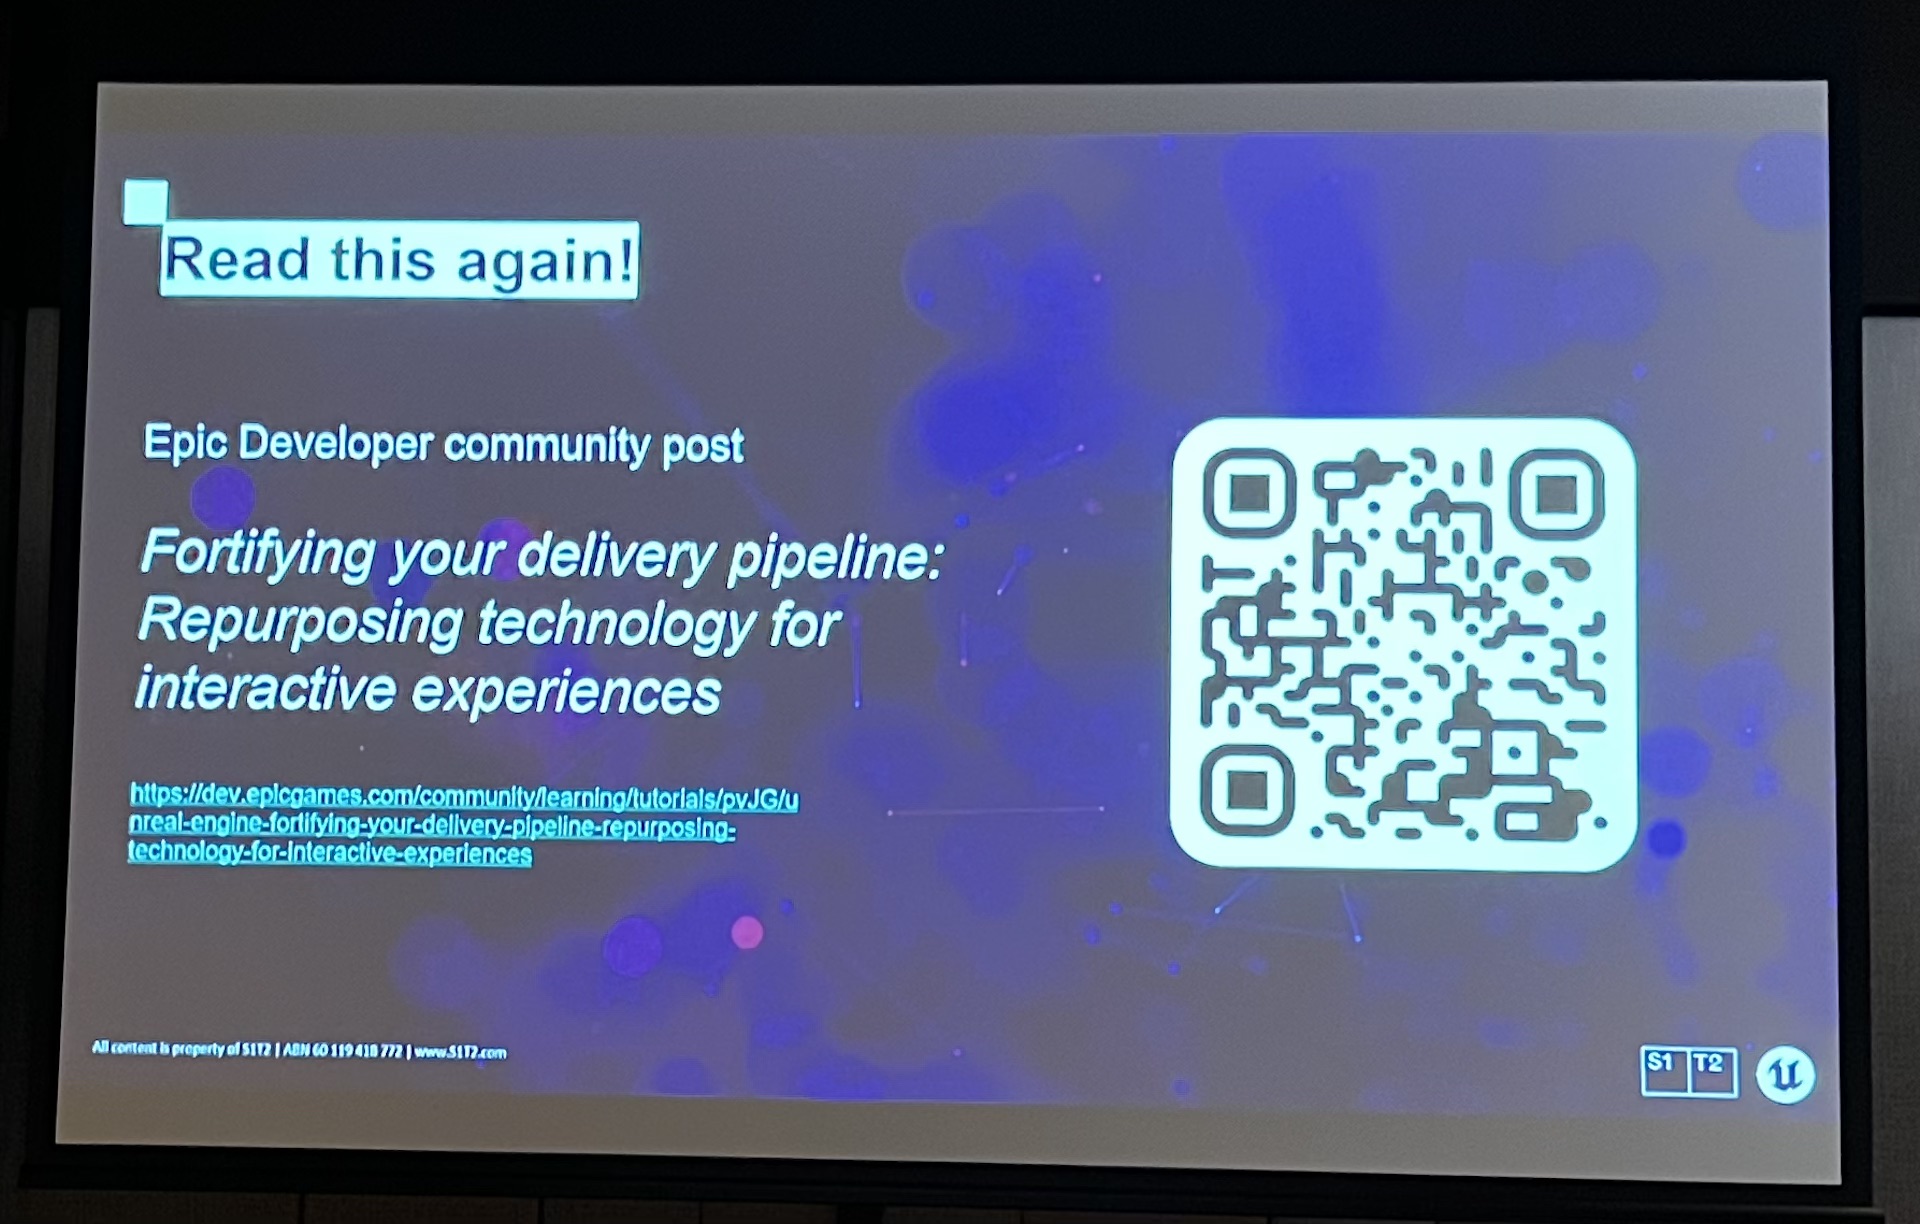 Read this again!
Epic Developer community post
Fortifying your delivery pipeline:
Repurposing technology for
interactive experiences
https://dev.epicgames.com/community/learning/tutorials/pvJG/u
nreal-engine-fortifying-your-delivery-pipeline-repurposing-
technology-for-interactive-experiences
All content is property of S1T2 | ABN 60 119 418 772 | www.S1T2.com
S1 T2